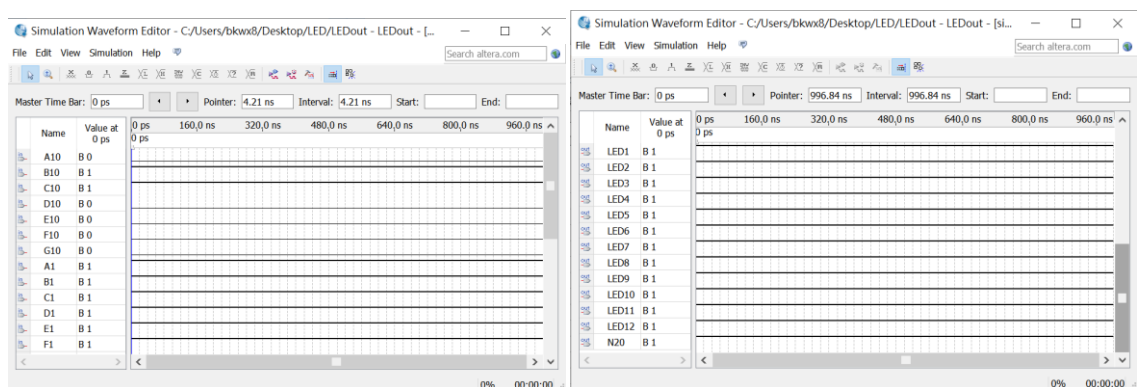 Simulation Waveform Editor - C:/Users/bkwx8/Desktop/LED/LEDout - LEDout - [...
File Edit View Simulation Help
Search altera.com
Master Time Bar: 0 ps Pointer: 4.21 ns Interval: 4.21 ns Start: End:
Name Value at 0 ps
0 ps 160,0 ns 320,0 ns 480,0 ns 640,0 ns 800,0 ns 960,0 ns
0 ps
A10 B 0
B10 B 1
C10 B 1
D10 B 0
E10 B 0
F10 B 0
G10 B 0
A1 B 1
B1 B 1
C1 B 1
D1 B 1
E1 B 1
F1 B 1
0% 00:00:00
Simulation Waveform Editor - C:/Users/bkwx8/Desktop/LED/LEDout - LEDout - [si...
File Edit View Simulation Help
Search altera.com
Master Time Bar: 0 ps Pointer: 996.84 ns Interval: 996.84 ns Start: End:
Name Value at 0 ps
0 ps 160,0 ns 320,0 ns 480,0 ns 640,0 ns 800,0 ns 960,0 ns
0 ps
LED1 B 1
LED2 B 1
LED3 B 1
LED4 B 1
LED5 B 1
LED6 B 1
LED7 B 1
LED8 B 1
LED9 B 1
LED10 B 1
LED11 B 1
LED12 B 1
N20 B 1
0% 00:00:00